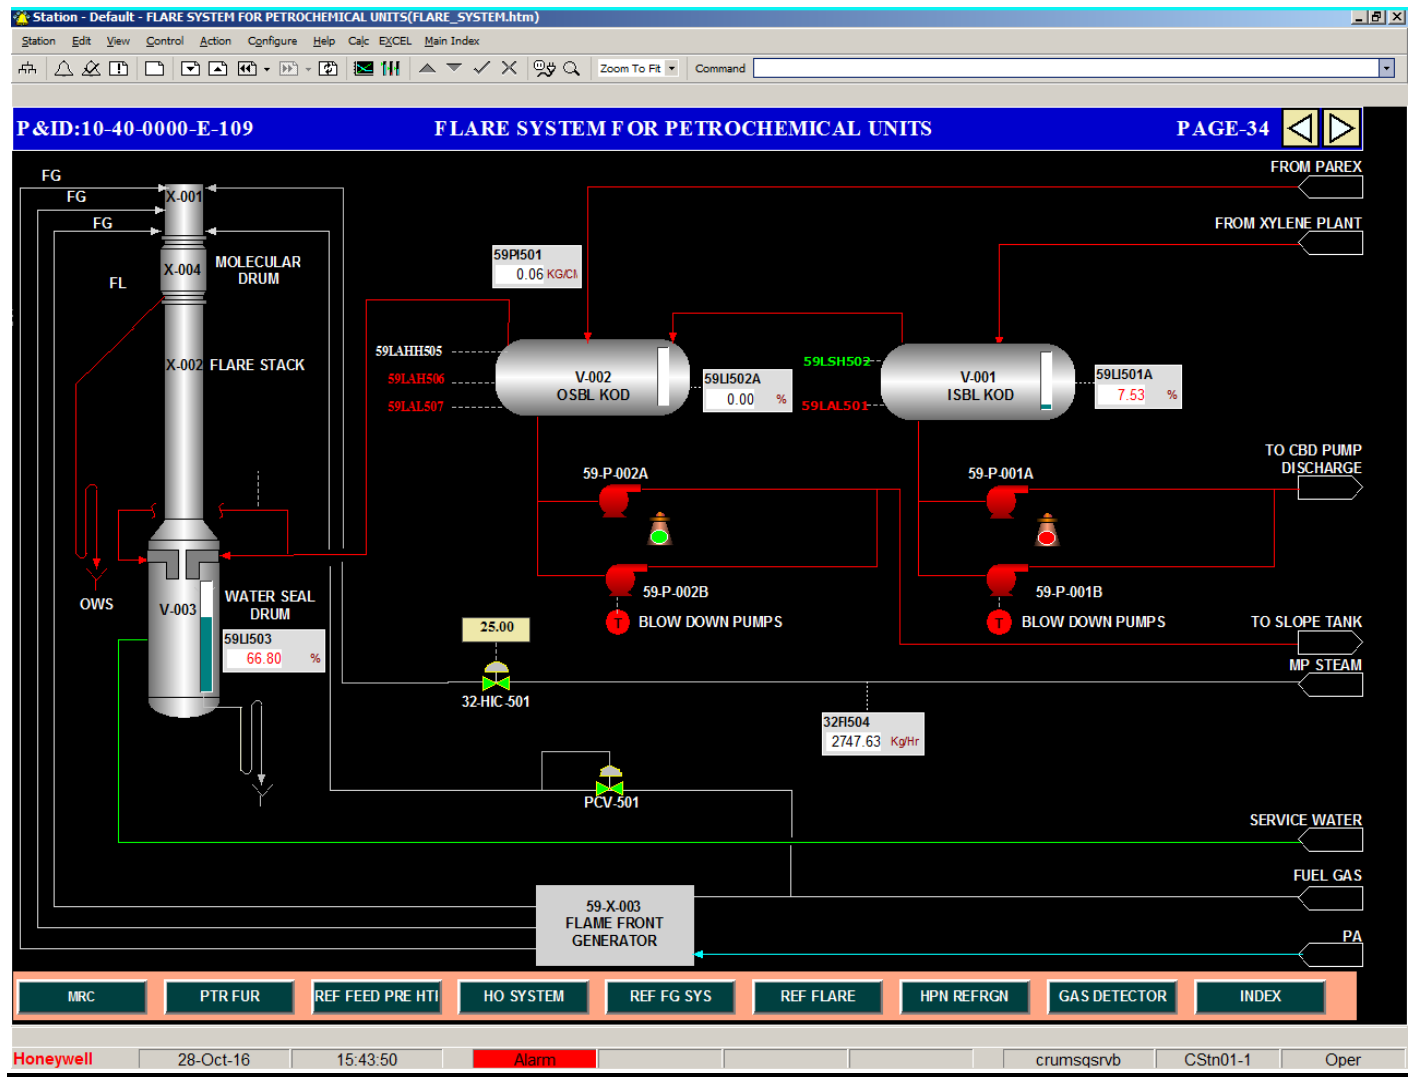 Station - Default - FLARE SYSTEM FOR PETROCHEMICAL UNITS(FLARE_SYSTEM.htm)
Station Edit View Control Action Configure Help Calc EXCEL Main Index
Zoom To Fit Command
P&ID:10-40-0000-E-109 FLARE SYSTEM FOR PETROCHEMICAL UNITS PAGE-34
FROM PAREX
FG
FG
X-001
FG
FROM XYLENE PLANT
59PI501
0.06 KG/CM
MOLECULAR
DRUM
X-004
FL
59LAHH505
59LAH506
59LAL507
X-002 FLARE STACK
V-002
OSBL KOD
59LI502A
0.00 %
59LSH502
59LAL501
V-001
ISBL KOD
59LI501A
7.53 %
TO CBD PUMP
DISCHARGE
59-P-002A
59-P-001A
59-P-002B
59-P-001B
T BLOW DOWN PUMPS
T BLOW DOWN PUMPS
OWS
V-003
WATER SEAL
DRUM
59LI503
66.80 %
25.00
32-HIC-501
TO SLOPE TANK
MP STEAM
32FI504
2747.63 Kg/Hr
PCV-501
SERVICE WATER
FUEL GAS
59-X-003
FLAME FRONT
GENERATOR
PA
MRC PTR FUR REF FEED PRE HTI HO SYSTEM REF FG SYS REF FLARE HPN REFRGN GAS DETECTOR INDEX
Honeywell 28-Oct-16 15:43:50 Alarm crumsqsrvb CStn01-1 Oper